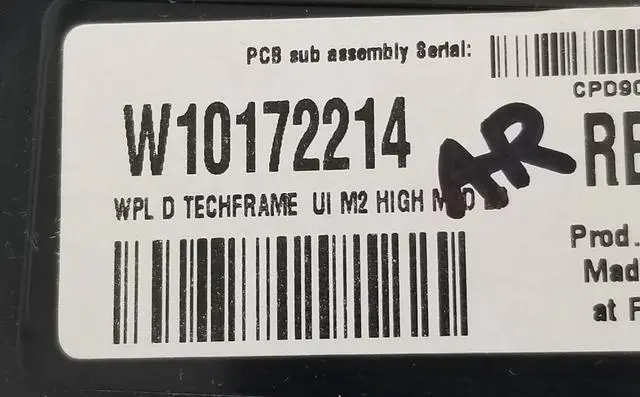 PCB sub assembly Serial:
CPD90
W10172214
AR
RE
WPL D TECHFRAME UI M2 HIGH
Prod.
Mad
at F